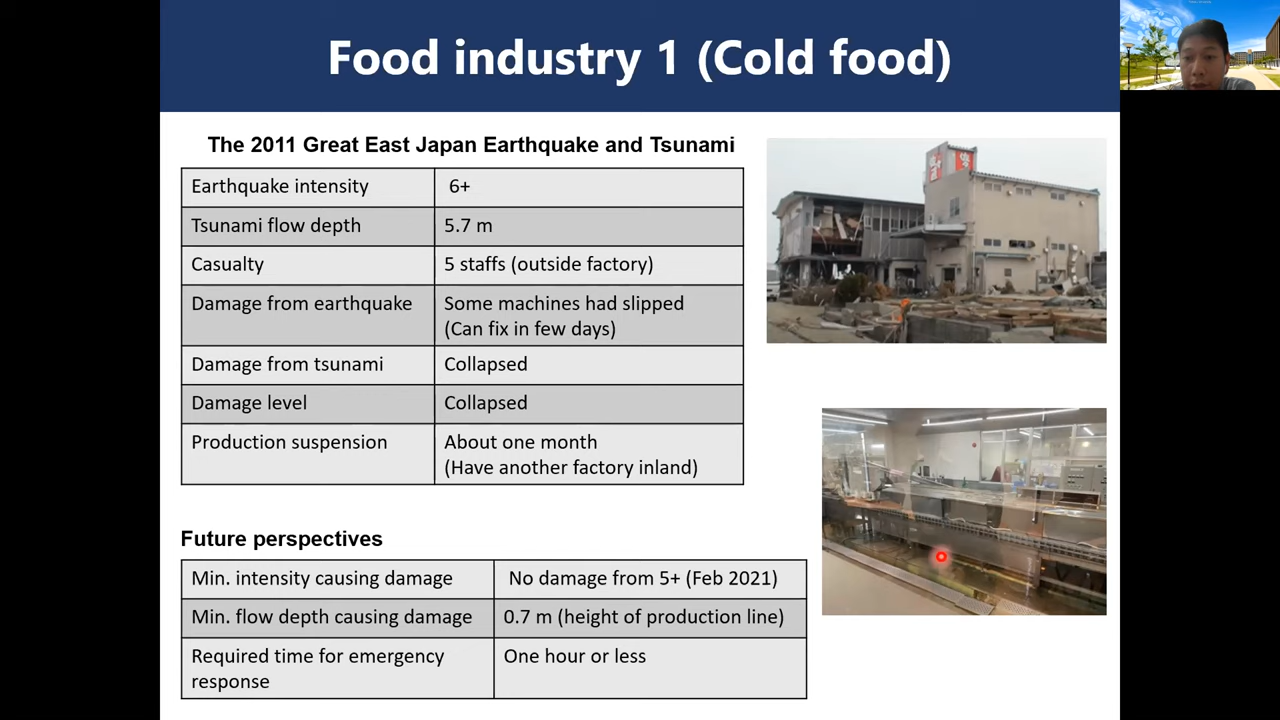 Food industry 1 (Cold food)
The 2011 Great East Japan Earthquake and Tsunami
Earthquake intensity 6+
Tsunami flow depth 5.7 m
Casualty 5 staffs (outside factory)
Damage from earthquake Some machines had slipped
(Can fix in few days)
Damage from tsunami Collapsed
Damage level Collapsed
Production suspension About one month
(Have another factory inland)
Future perspectives
Min. intensity causing damage No damage from 5+ (Feb 2021)
Min. flow depth causing damage 0.7 m (height of production line)
Required time for emergency One hour or less
response